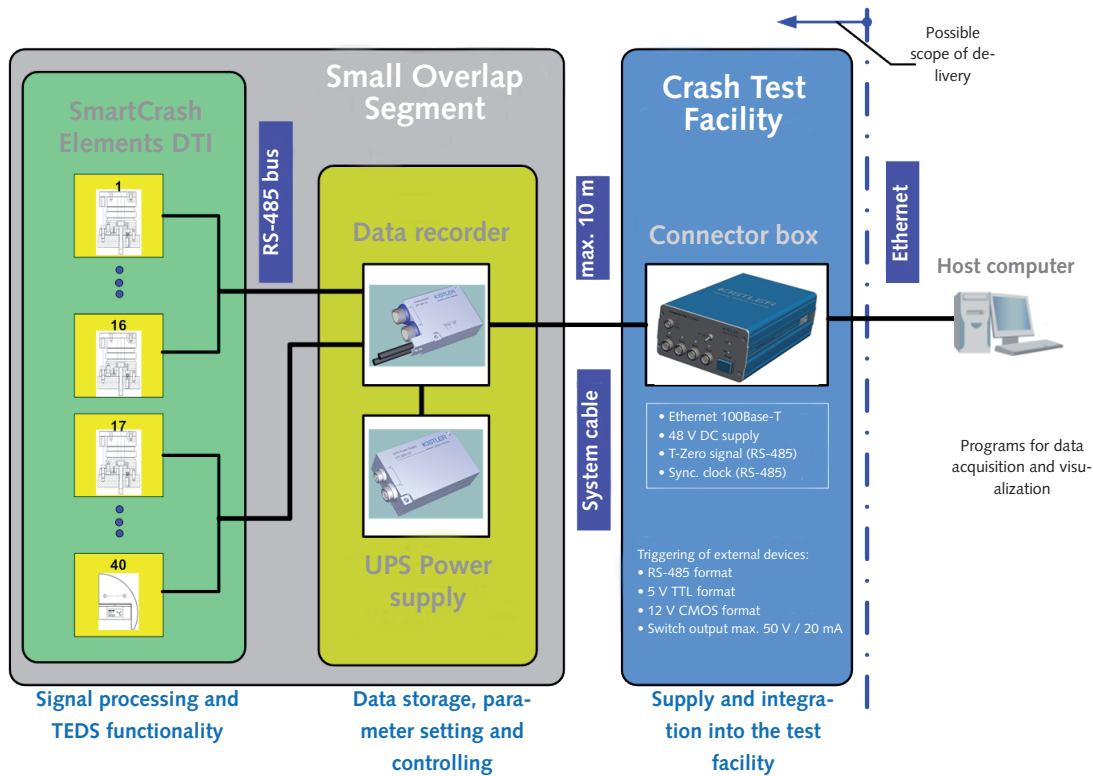 Possible
scope of de-
livery
Small Overlap
Segment
SmartCrash
Elements DTI
1
16
17
40
RS-485 bus
Data recorder
KISTLER
UPS Power
supply
max. 10 m
System cable
Crash Test
Facility
Connector box
KISTLER
• Ethernet 100Base-T
• 48 V DC supply
• T-Zero signal (RS-485)
• Sync. clock (RS-485)
Triggering of external devices:
• RS-485 format
• 5 V TTL format
• 12 V CMOS format
• Switch output max. 50 V / 20 mA
Ethernet
Host computer
Programs for data
acquisition and visu-
alization
Signal processing and
TEDS functionality
Data storage, para-
meter setting and
controlling
Supply and integra-
tion into the test
facility